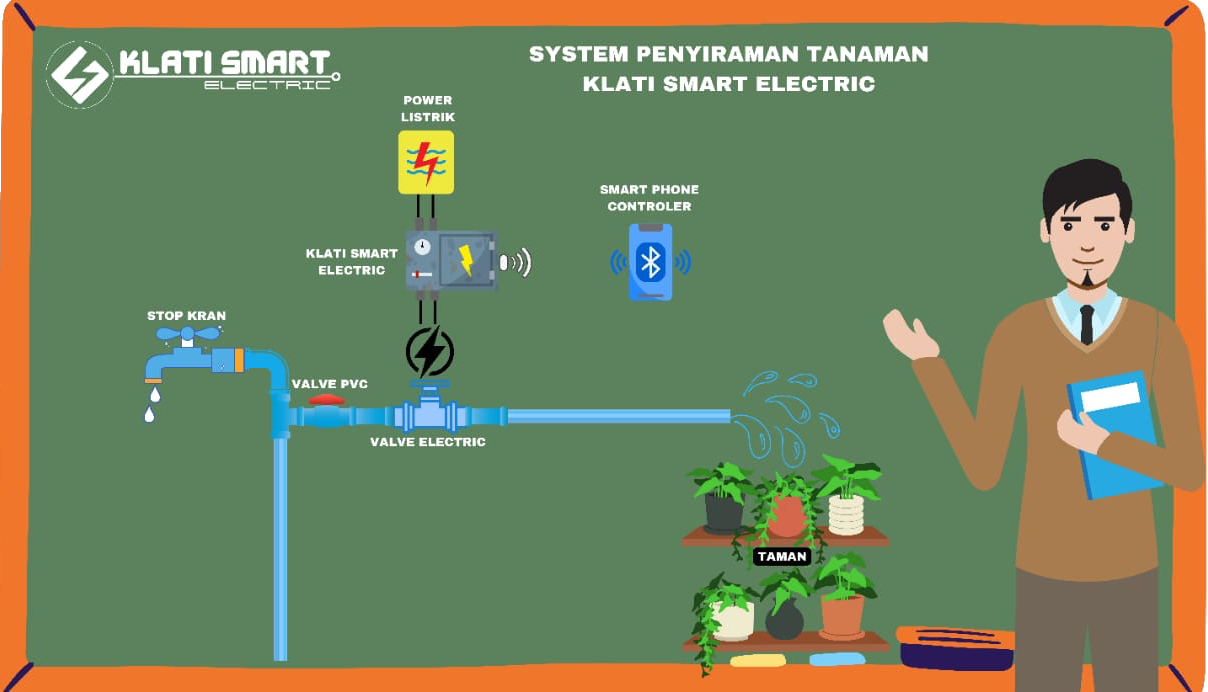 KLATI SMART
ELECTRIC
SYSTEM PENYIRAMAN TANAMAN
KLATI SMART ELECTRIC
POWER
LISTRIK
SMART PHONE
CONTROLER
KLATI SMART
ELECTRIC
STOP KRAN
VALVE PVC
VALVE ELECTRIC
TAMAN